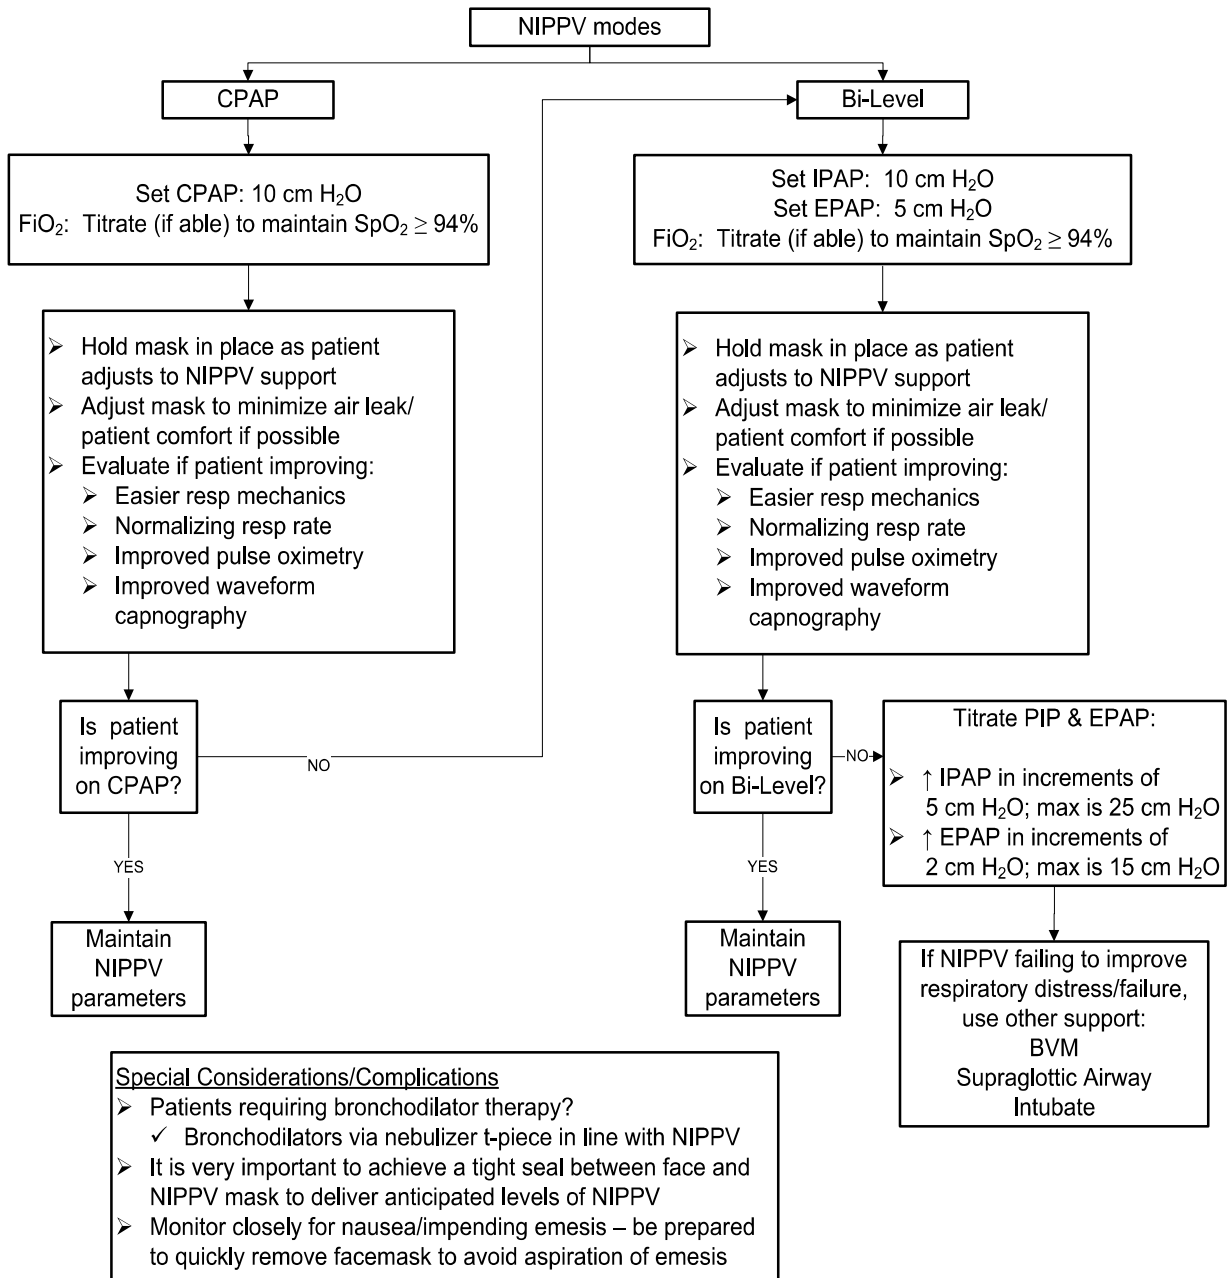 NIPPV modes
CPAP
Set CPAP: 10 cm H₂O
FiO₂: Titrate (if able) to maintain SpO₂ ≥ 94%
➢ Hold mask in place as patient
adjusts to NIPPV support
➢ Adjust mask to minimize air leak/
patient comfort if possible
➢ Evaluate if patient improving:
➢ Easier resp mechanics
➢ Normalizing resp rate
➢ Improved pulse oximetry
➢ Improved waveform
capnography
Is patient
improving
on CPAP?
NO
YES
Maintain
NIPPV
parameters
Bi-Level
Set IPAP: 10 cm H₂O
Set EPAP: 5 cm H₂O
FiO₂: Titrate (if able) to maintain SpO₂ ≥ 94%
➢ Hold mask in place as patient
adjusts to NIPPV support
➢ Adjust mask to minimize air leak/
patient comfort if possible
➢ Evaluate if patient improving:
➢ Easier resp mechanics
➢ Normalizing resp rate
➢ Improved pulse oximetry
➢ Improved waveform
capnography
Is patient
improving
on Bi-Level?
NO
YES
Maintain
NIPPV
parameters
Titrate PIP & EPAP:
➢ ↑ IPAP in increments of
5 cm H₂O; max is 25 cm H₂O
➢ ↑ EPAP in increments of
2 cm H₂O; max is 15 cm H₂O
If NIPPV failing to improve
respiratory distress/failure,
use other support:
BVM
Supraglottic Airway
Intubate
Special Considerations/Complications
➢ Patients requiring bronchodilator therapy?
✓ Bronchodilators via nebulizer t-piece in line with NIPPV
➢ It is very important to achieve a tight seal between face and
NIPPV mask to deliver anticipated levels of NIPPV
➢ Monitor closely for nausea/impending emesis – be prepared
to quickly remove facemask to avoid aspiration of emesis